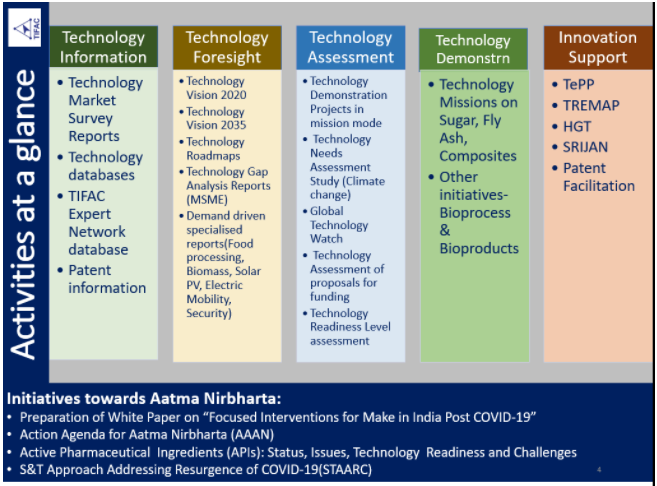 TIFAC
Activities at a glance
Technology
Information
• Technology
Market
Survey
Reports
• Technology
databases
• TIFAC
Expert
Network
database
• Patent
information
Technology
Foresight
• Technology
Vision 2020
• Technology
Vision 2035
• Technology
Roadmaps
• Technology Gap
Analysis Reports
(MSME)
• Demand driven
specialised
reports(Food
processing,
Biomass, Solar
PV, Electric
Mobility,
Security)
Technology
Assessment
• Technology
Demonstration
Projects in
mission mode
• Technology
Needs
Assessment
Study (Climate
change)
• Global
Technology
Watch
• Technology
Assessment of
proposals for
funding
• Technology
Readiness Level
assessment
Technology
Demonstrn
• Technology
Missions on
Sugar, Fly
Ash,
Composites
• Other
initiatives-
Bioprocess
&
Bioproducts
Innovation
Support
• TePP
• TREMAP
• HGT
• SRIJAN
• Patent
Facilitation
Initiatives towards Aatma Nirbharta:
• Preparation of White Paper on “Focused Interventions for Make in India Post COVID-19”
• Action Agenda for Aatma Nirbharta (AAAN)
• Active Pharmaceutical Ingredients (APIs): Status, Issues, Technology Readiness and Challenges
• S&T Approach Addressing Resurgence of COVID-19(STAARC)
4